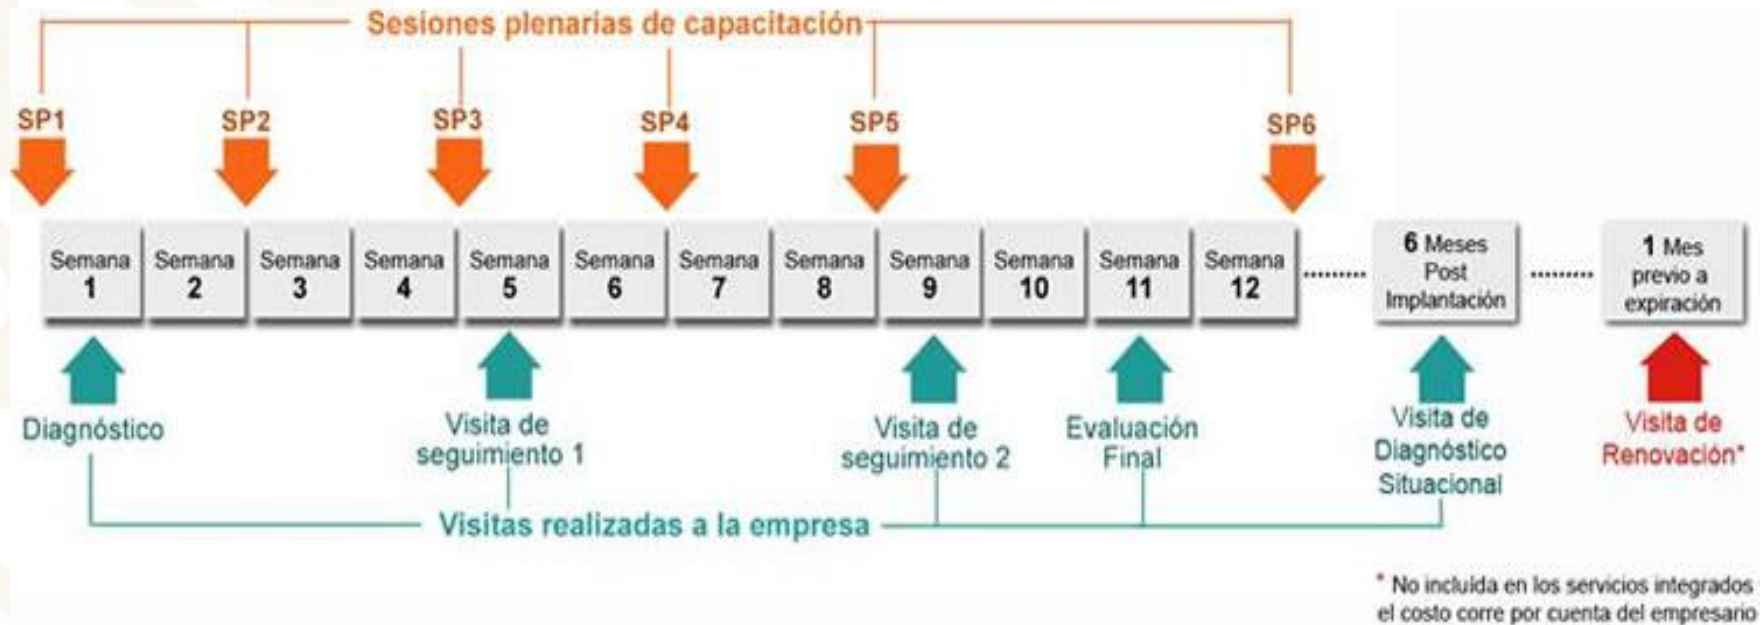 Sesiones plenarias de capacitación
SP1
SP2
SP3
SP4
SP5
SP6
Semana
1
Semana
2
Semana
3
Semana
4
Semana
5
Semana
6
Semana
7
Semana
8
Semana
9
Semana
10
Semana
11
Semana
12
6 Meses
Post
Implantación
1 Mes
previo a
expiración
Diagnóstico
Visita de
seguimiento 1
Visita de
seguimiento 2
Evaluación
Final
Visita de
Diagnóstico
Situacional
Visita de
Renovación*
Visitas realizadas a la empresa
* No incluída en los servicios integrados
el costo corre por cuenta del empresario